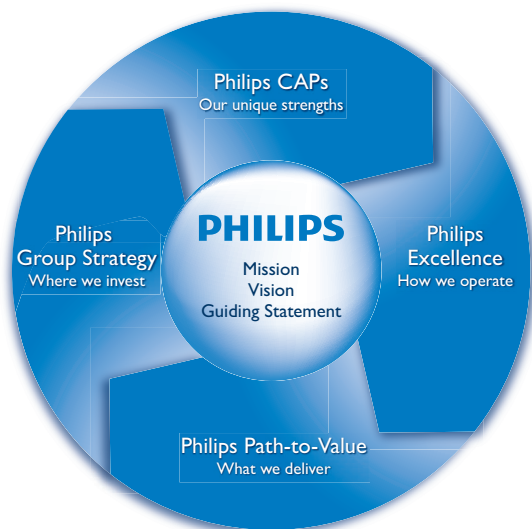 Philips CAPs
Our unique strengths
Philips
Group Strategy
Where we invest
PHILIPS
Mission
Vision
Guiding Statement
Philips
Excellence
How we operate
Philips Path-to-Value
What we deliver